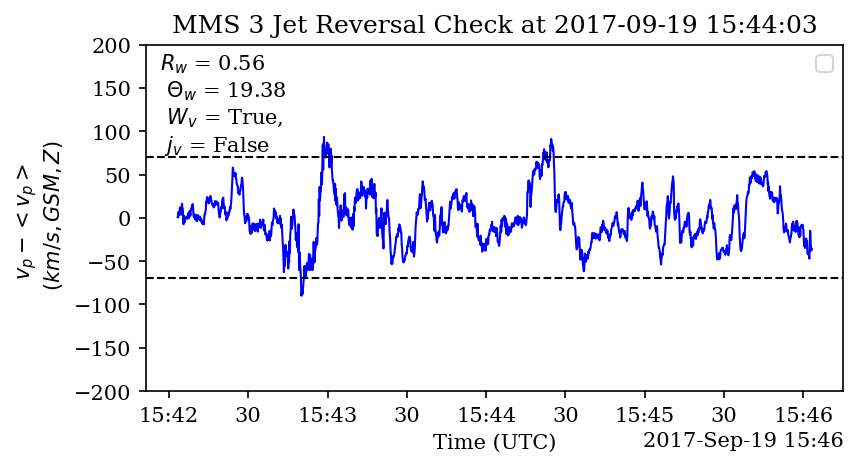 MMS 3 Jet Reversal Check at 2017-09-19 15:44:03
200
150
100
50
0
−50
−100
−150
−200
v_p − < v_p >
(km/s, GSM, Z)
R_w = 0.56
Θ_w = 19.38
W_v = True,
j_v = False
15:42 30 15:43 30 15:44 30 15:45 30 15:46
Time (UTC)
2017-Sep-19 15:46